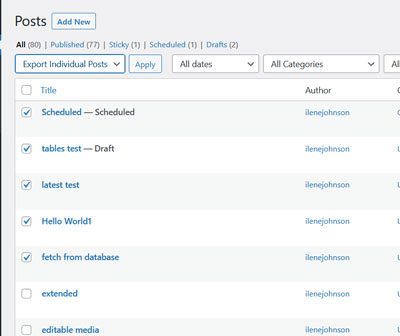 Posts Add New
All (80) | Published (77) | Sticky (1) | Scheduled (1) | Drafts (2)
Export Individual Posts Apply All dates All Categories All
Title Author
Scheduled — Scheduled ilenejohnson
tables test — Draft ilenejohnson
latest test ilenejohnson
Hello World1 ilenejohnson
fetch from database ilenejohnson
extended ilenejohnson
editable media ilenejohnson